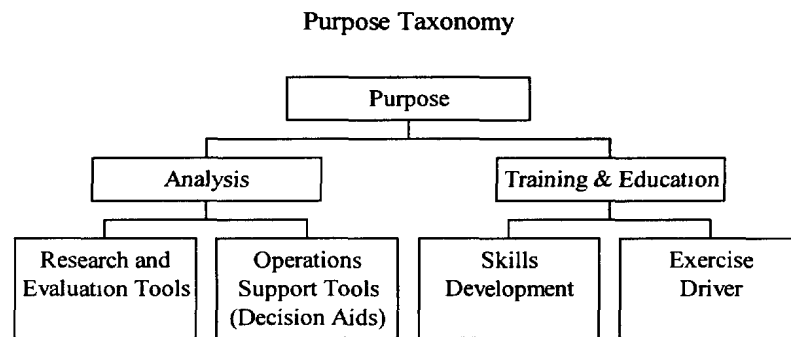 Purpose Taxonomy
Purpose
Analysis
Training & Education
Research and
Evaluation Tools
Operations
Support Tools
(Decision Aids)
Skills
Development
Exercise
Driver